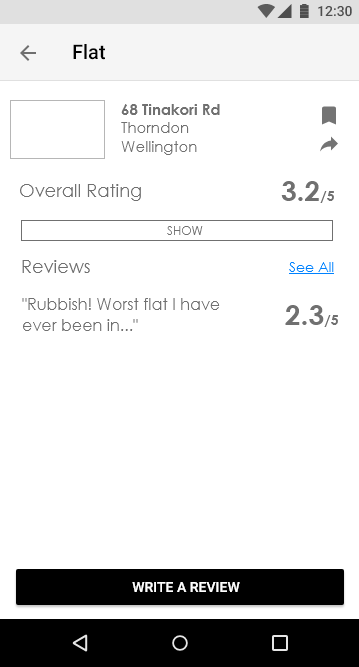 12:30
Flat
68 Tinakori Rd
Thorndon
Wellington
Overall Rating 3.2/5
SHOW
Reviews See All
"Rubbish! Worst flat I have
ever been in..." 2.3/5
WRITE A REVIEW